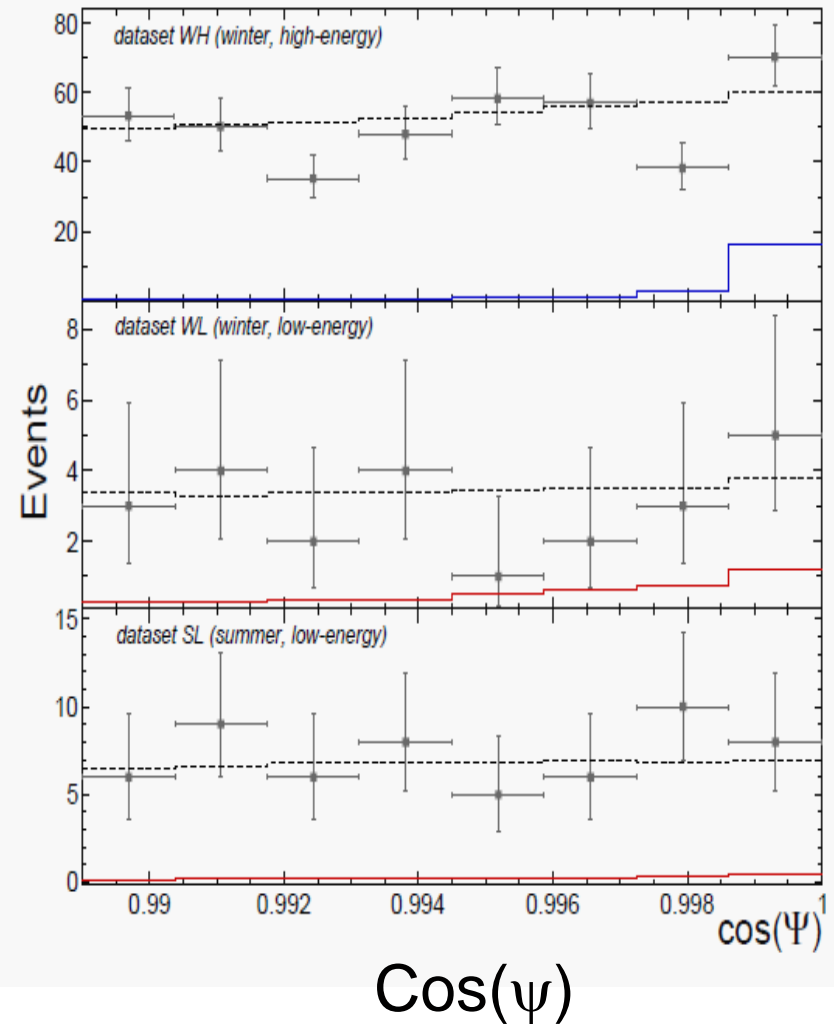 dataset WH (winter, high-energy)
80
60
40
20
dataset WL (winter, low-energy)
8
6
4
2
Events
dataset SL (summer, low-energy)
15
10
5
0
0.99 0.992 0.994 0.996 0.998 1
cos(Ψ)
Cos(ψ)